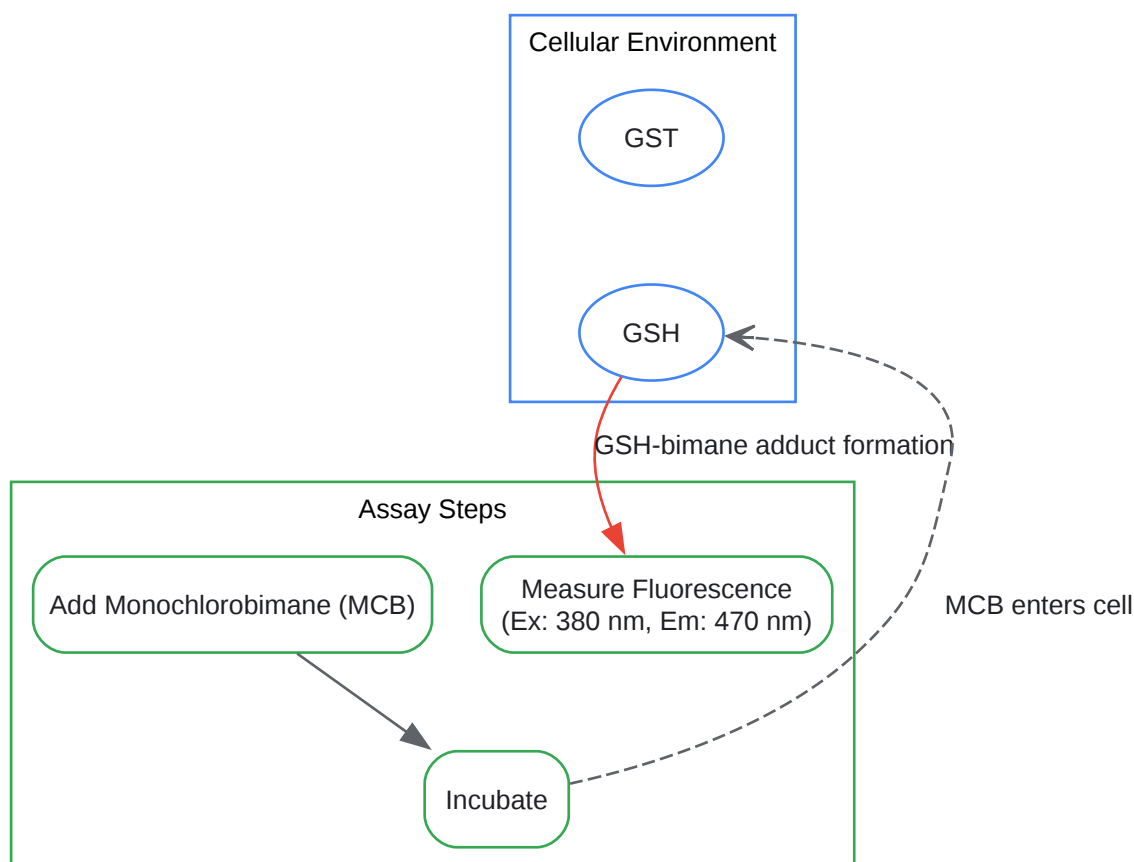 Cellular Environment
GST
GSH
GSH-bimane adduct formation
Assay Steps
Add Monochlorobimane (MCB)
Measure Fluorescence
(Ex: 380 nm, Em: 470 nm)
MCB enters cell
Incubate